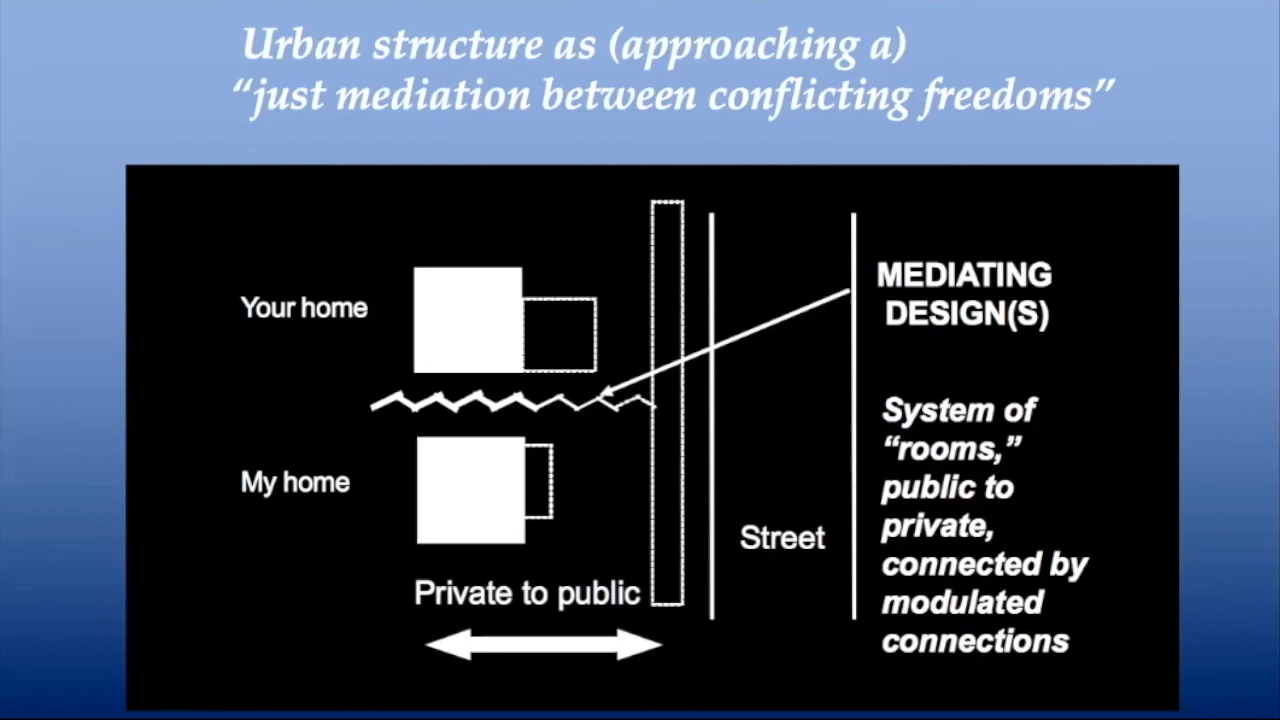 Urban structure as (approaching a)
“just mediation between conflicting freedoms”
Your home
MEDIATING
DESIGN(S)
System of
“rooms,”
public to
private,
connected by
modulated
connections
My home
Street
Private to public